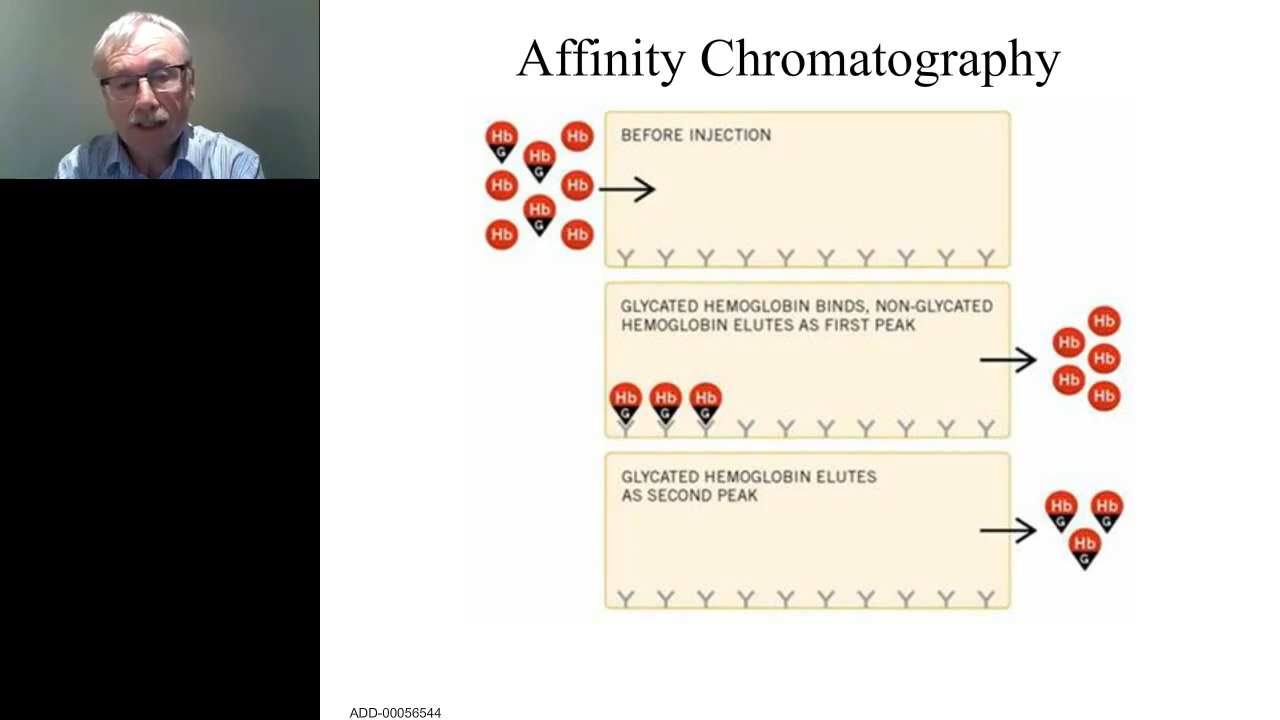 Affinity Chromatography
Hb
G
Hb
Hb
G
Hb
Hb
Hb
G
Hb
Hb
BEFORE INJECTION
GLYCATED HEMOGLOBIN BINDS, NON-GLYCATED
HEMOGLOBIN ELUTES AS FIRST PEAK
Hb
G
Hb
G
Hb
G
Hb
Hb
Hb
Hb
Hb
GLYCATED HEMOGLOBIN ELUTES
AS SECOND PEAK
Hb
G
Hb
G
Hb
G
ADD-00056544